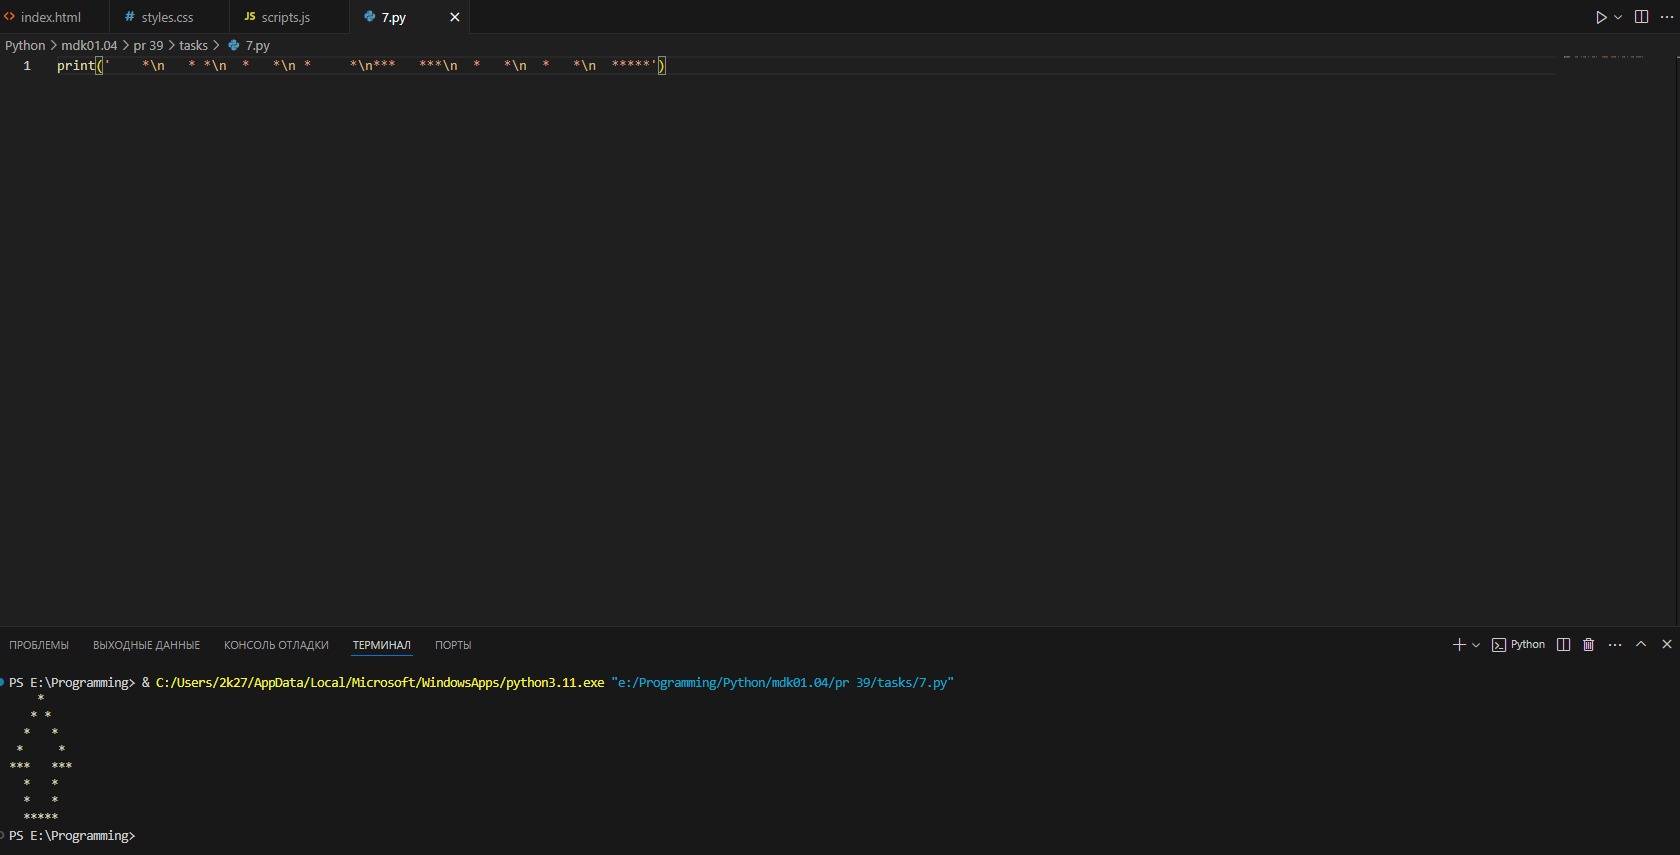 index.html # styles.css JS scripts.js 7.py
Python > mdk01.04 > pr 39 > tasks > 7.py
1 print('    *\n   * *\n  *   *\n *     *\n***   ***\n  *   *\n  *   *\n  *****')
ПРОБЛЕМЫ ВЫХОДНЫЕ ДАННЫЕ КОНСОЛЬ ОТЛАДКИ ТЕРМИНАЛ ПОРТЫ Python
PS E:\Programming> & C:/Users/2k27/AppData/Local/Microsoft/WindowsApps/python3.11.exe "e:/Programming/Python/mdk01.04/pr 39/tasks/7.py"
    *
   * *
  *   *
 *     *
***   ***
  *   *
  *   *
  *****
PS E:\Programming>